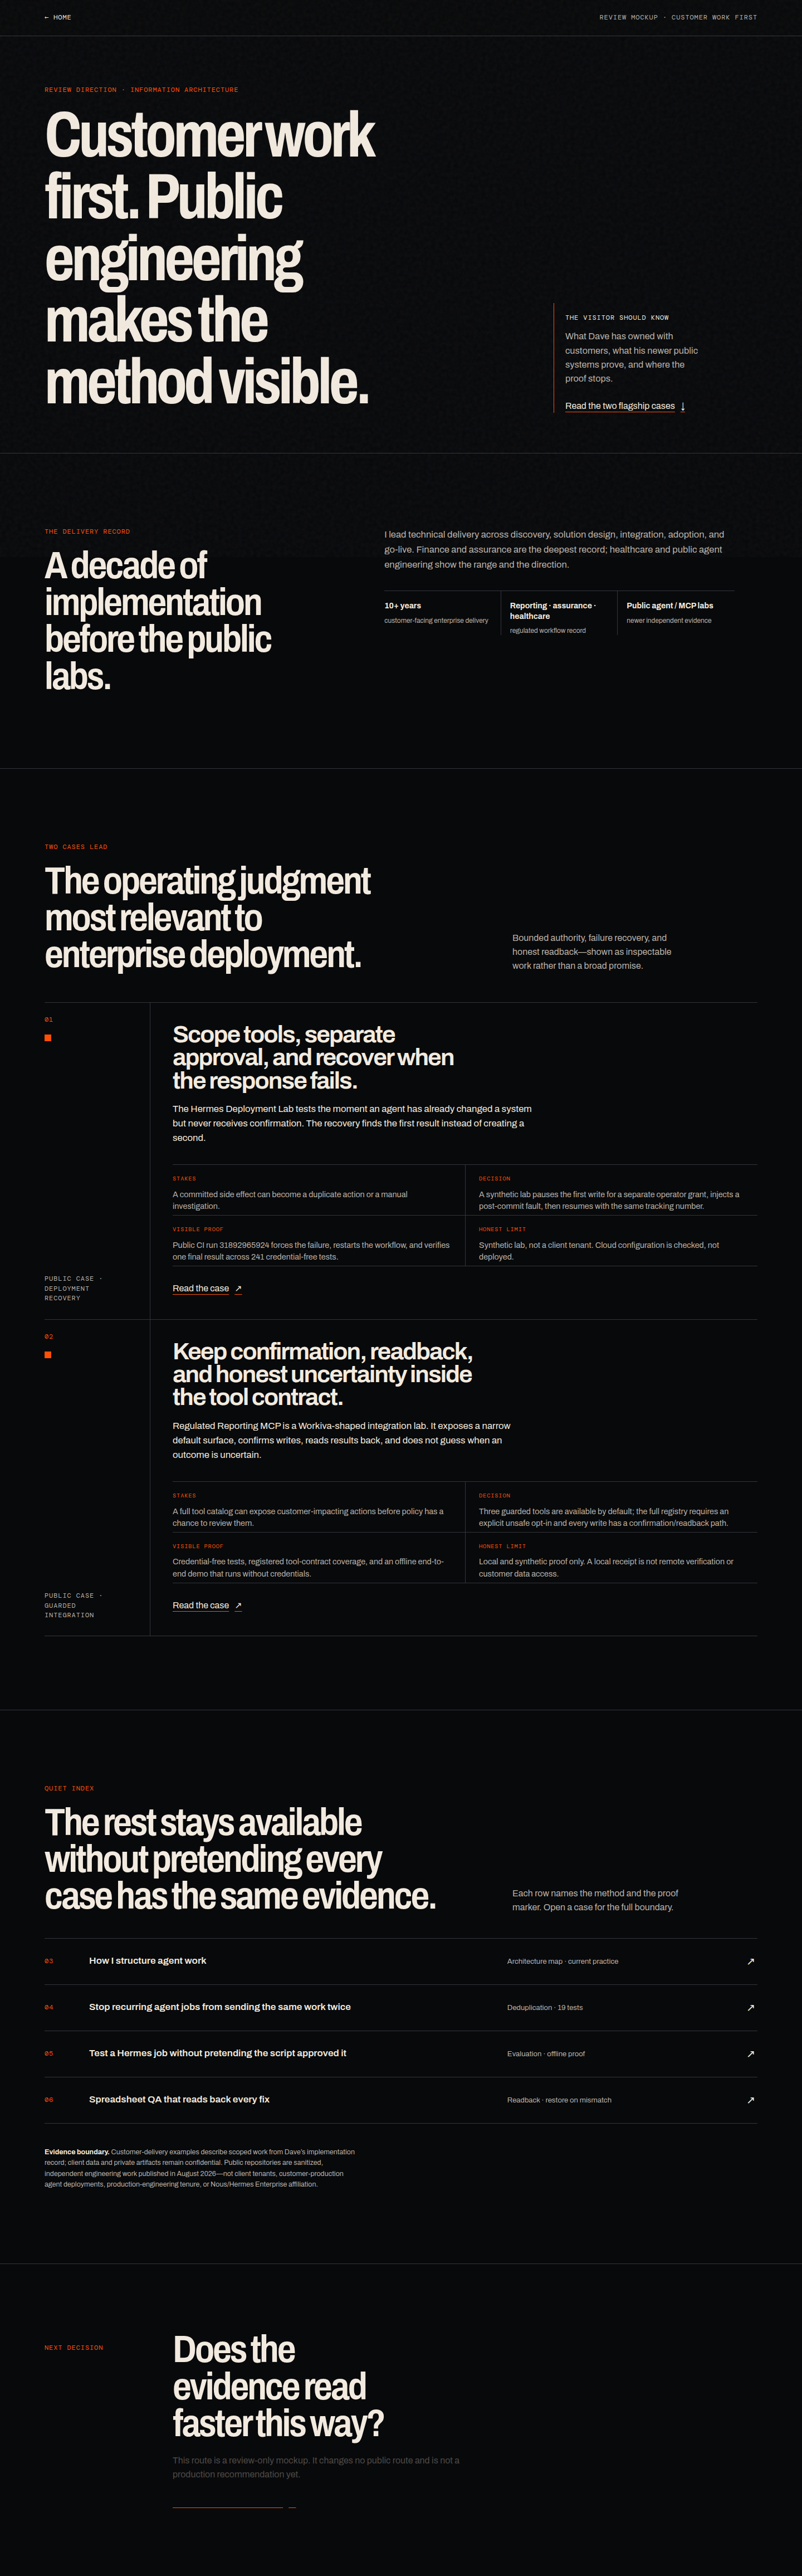 ← HOME
REVIEW MOCKUP · CUSTOMER WORK FIRST
REVIEW DIRECTION · INFORMATION ARCHITECTURE
Customer work
first. Public
engineering
makes the
method visible.
THE VISITOR SHOULD KNOW
What Dave has owned with
customers, what his newer public
systems prove, and where the
proof stops.
Read the two flagship cases ↓
THE DELIVERY RECORD
A decade of
implementation
before the public
labs.
I lead technical delivery across discovery, solution design, integration, adoption, and
go-live. Finance and assurance are the deepest record; healthcare and public agent
engineering show the range and the direction.
10+ years
customer-facing enterprise delivery
Reporting · assurance ·
healthcare
regulated workflow record
Public agent / MCP labs
newer independent evidence
TWO CASES LEAD
The operating judgment
most relevant to
enterprise deployment.
Bounded authority, failure recovery, and
honest readback—shown as inspectable
work rather than a broad promise.
01
Scope tools, separate
approval, and recover when
the response fails.
The Hermes Deployment Lab tests the moment an agent has already changed a system
but never receives confirmation. The recovery finds the first result instead of creating a
second.
STAKES
A committed side effect can become a duplicate action or a manual
investigation.
DECISION
A synthetic lab pauses the first write for a separate operator grant, injects a
post-commit fault, then resumes with the same tracking number.
VISIBLE PROOF
Public CI run 31892965924 forces the failure, restarts the workflow, and verifies
one final result across 241 credential-free tests.
HONEST LIMIT
Synthetic lab, not a client tenant. Cloud configuration is checked, not
deployed.
PUBLIC CASE ·
DEPLOYMENT
RECOVERY
Read the case ↗
02
Keep confirmation, readback,
and honest uncertainty inside
the tool contract.
Regulated Reporting MCP is a Workiva-shaped integration lab. It exposes a narrow
default surface, confirms writes, reads results back, and does not guess when an
outcome is uncertain.
STAKES
A full tool catalog can expose customer-impacting actions before policy has a
chance to review them.
DECISION
Three guarded tools are available by default; the full registry requires an
explicit unsafe opt-in and every write has a confirmation/readback path.
VISIBLE PROOF
Credential-free tests, registered tool-contract coverage, and an offline end-to-
end demo that runs without credentials.
HONEST LIMIT
Local and synthetic proof only. A local receipt is not remote verification or
customer data access.
PUBLIC CASE ·
GUARDED
INTEGRATION
Read the case ↗
QUIET INDEX
The rest stays available
without pretending every
case has the same evidence.
Each row names the method and the proof
marker. Open a case for the full boundary.
03 How I structure agent work Architecture map · current practice ↗
04 Stop recurring agent jobs from sending the same work twice Deduplication · 19 tests ↗
05 Test a Hermes job without pretending the script approved it Evaluation · offline proof ↗
06 Spreadsheet QA that reads back every fix Readback · restore on mismatch ↗
Evidence boundary. Customer-delivery examples describe scoped work from Dave's implementation
record; client data and private artifacts remain confidential. Public repositories are sanitized,
independent engineering work published in August 2026—not client tenants, customer-production
agent deployments, production-engineering tenure, or Nous/Hermes Enterprise affiliation.
NEXT DECISION
Does the
evidence read
faster this way?
This route is a review-only mockup. It changes no public route and is not a
production recommendation yet.